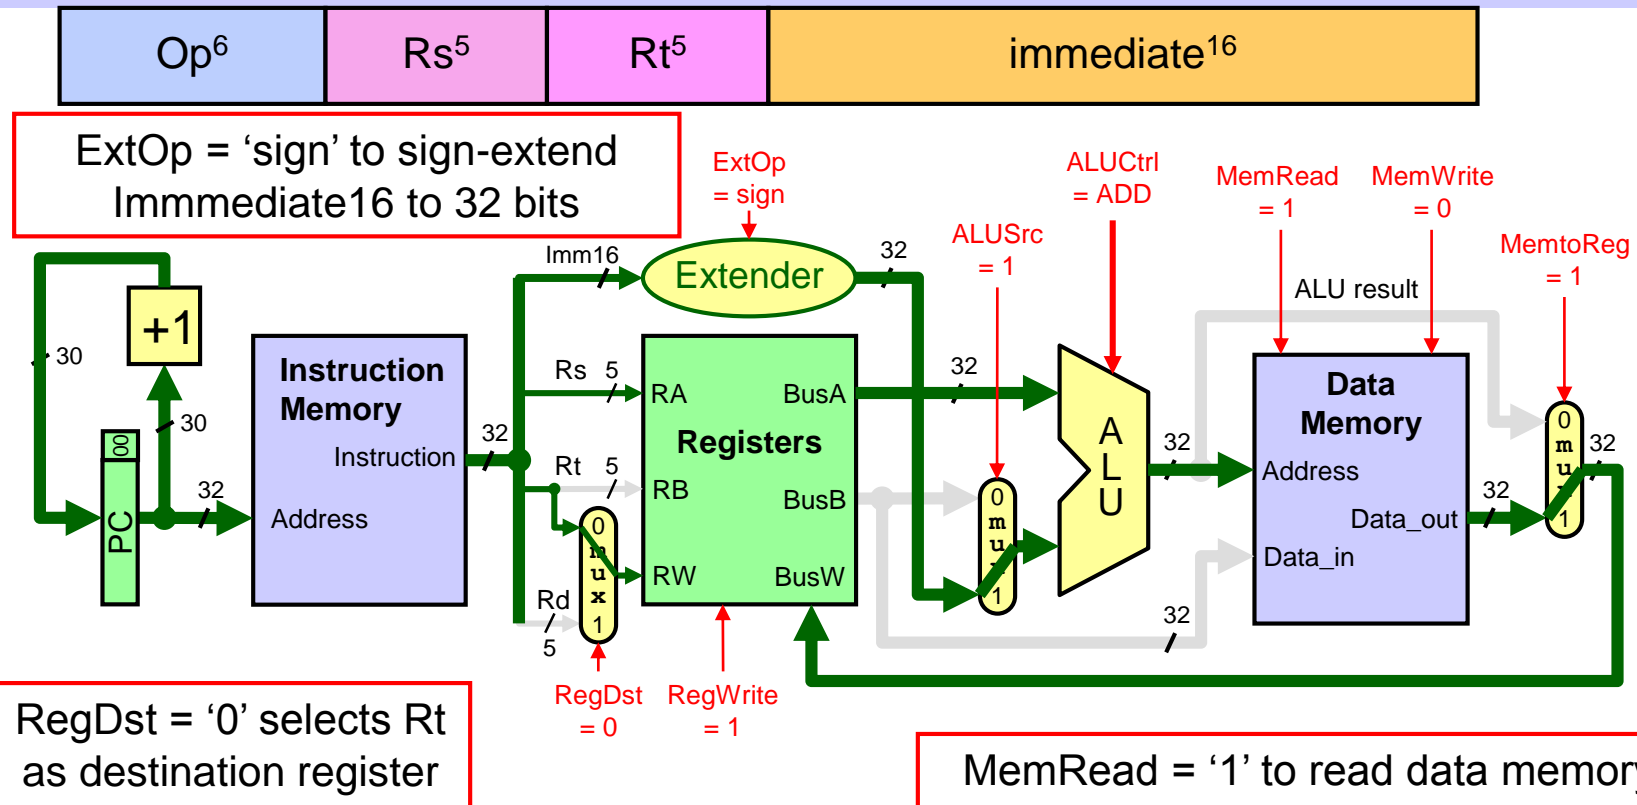 Op6 Rs5 Rt5 immediate16
ExtOp = ‘sign’ to sign-extend
Immmediate16 to 32 bits
ExtOp
= sign
ALUCtrl
= ADD
MemRead
= 1
MemWrite
= 0
ALUSrc
= 1
MemtoReg
= 1
Imm16
Extender
32
ALU result
+1
30
30
00
PC
32
Instruction
Memory
Instruction
Address
32
Rs 5
Rt 5
Rd
5
0
mux
1
RA
RB
RW
Registers
BusA
BusB
BusW
32
0
mu
1
ALU
32
Data
Memory
Address
Data_out
Data_in
32
32
0
mu
1
32
32
RegDst
= 0
RegWrite
= 1
RegDst = ‘0’ selects Rt
as destination register
MemRead = ‘1’ to read data memory